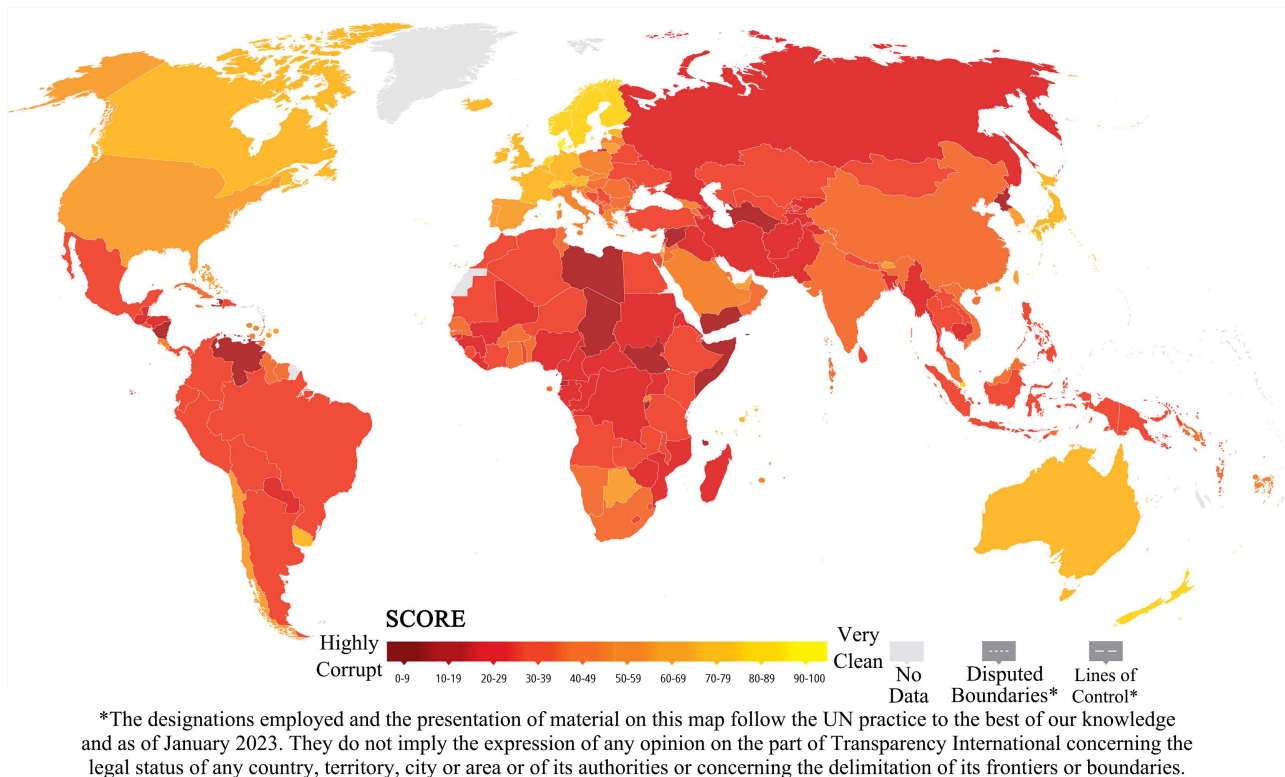 SCORE
Highly
Corrupt
0-9 10-19 20-29 30-39 40-49 50-59 60-69 70-79 80-89 90-100
Very
Clean
No
Data
Disputed
Boundaries*
Lines of
Control*
*The designations employed and the presentation of material on this map follow the UN practice to the best of our knowledge
and as of January 2023. They do not imply the expression of any opinion on the part of Transparency International concerning the
legal status of any country, territory, city or area or of its authorities or concerning the delimitation of its frontiers or boundaries.